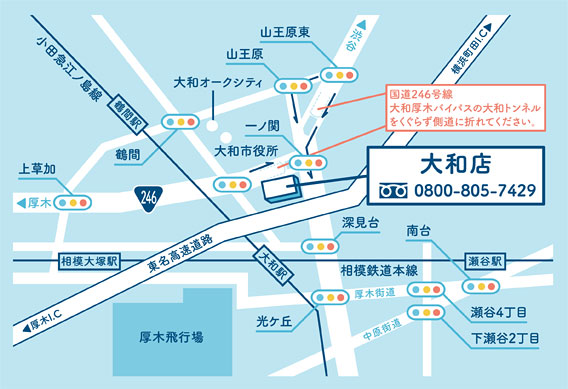 山王原東
渋谷
横浜町田I.C
小田急江ノ島線
山王原
大和オークシティ
鶴間駅
国道246号線
大和厚木バイパスの大和トンネル
をくぐらず側道に折れてください。
一ノ関
鶴間
大和市役所
上草加
大和店
0800-805-7429
厚木
246
深見台
南台
東名高速道路
相模大塚駅
大和駅
相模鉄道本線
瀬谷駅
厚木街道
光ケ丘
瀬谷4丁目
厚木I.C
厚木飛行場
中原街道
下瀬谷2丁目